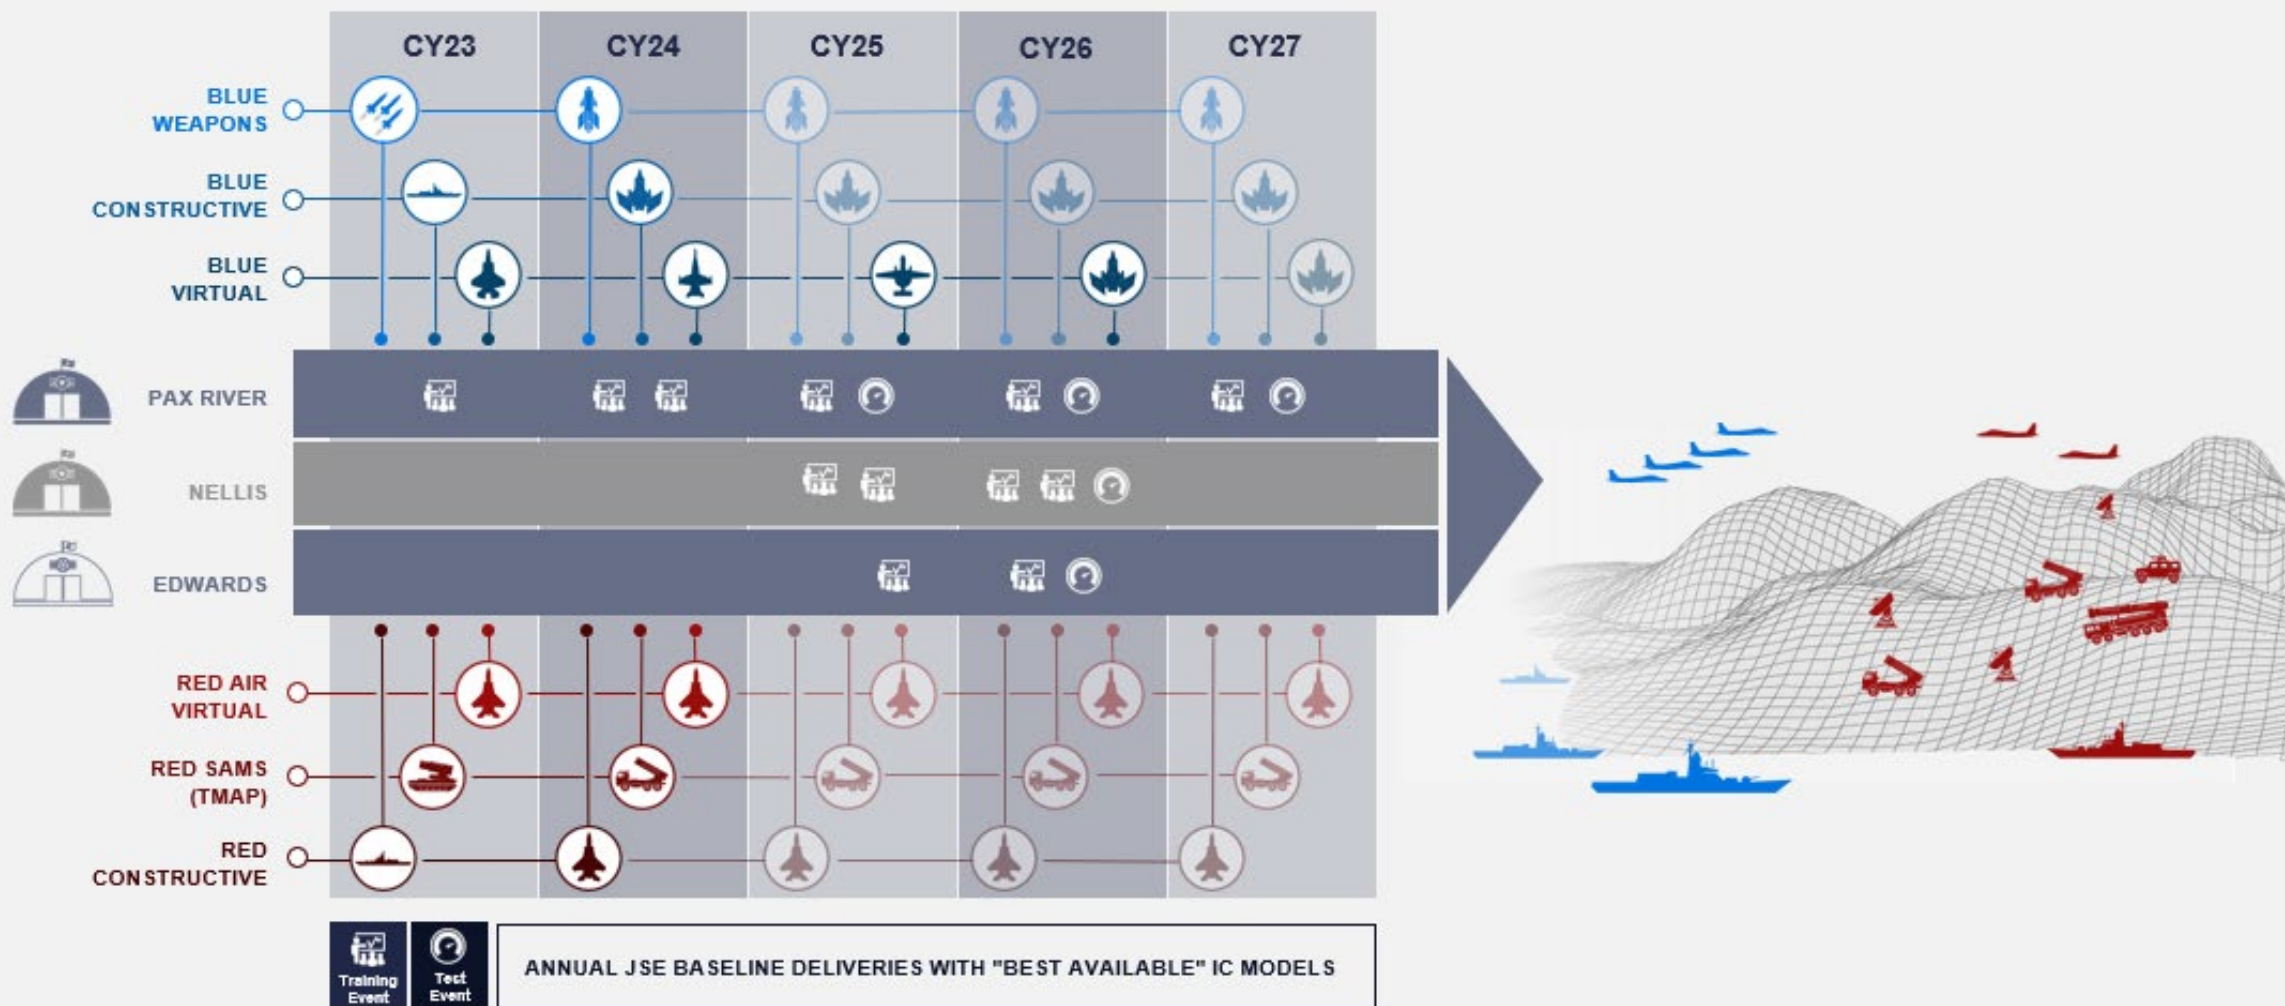 CY23
CY24
CY25
CY26
CY27
BLUE
WEAPONS
BLUE
CONSTRUCTIVE
BLUE
VIRTUAL
PAX RIVER
NELLIS
EDWARDS
RED AIR
VIRTUAL
RED SAMS
(TMAP)
RED
CONSTRUCTIVE
Training
Event
Test
Event
ANNUAL JSE BASELINE DELIVERIES WITH "BEST AVAILABLE" IC MODELS